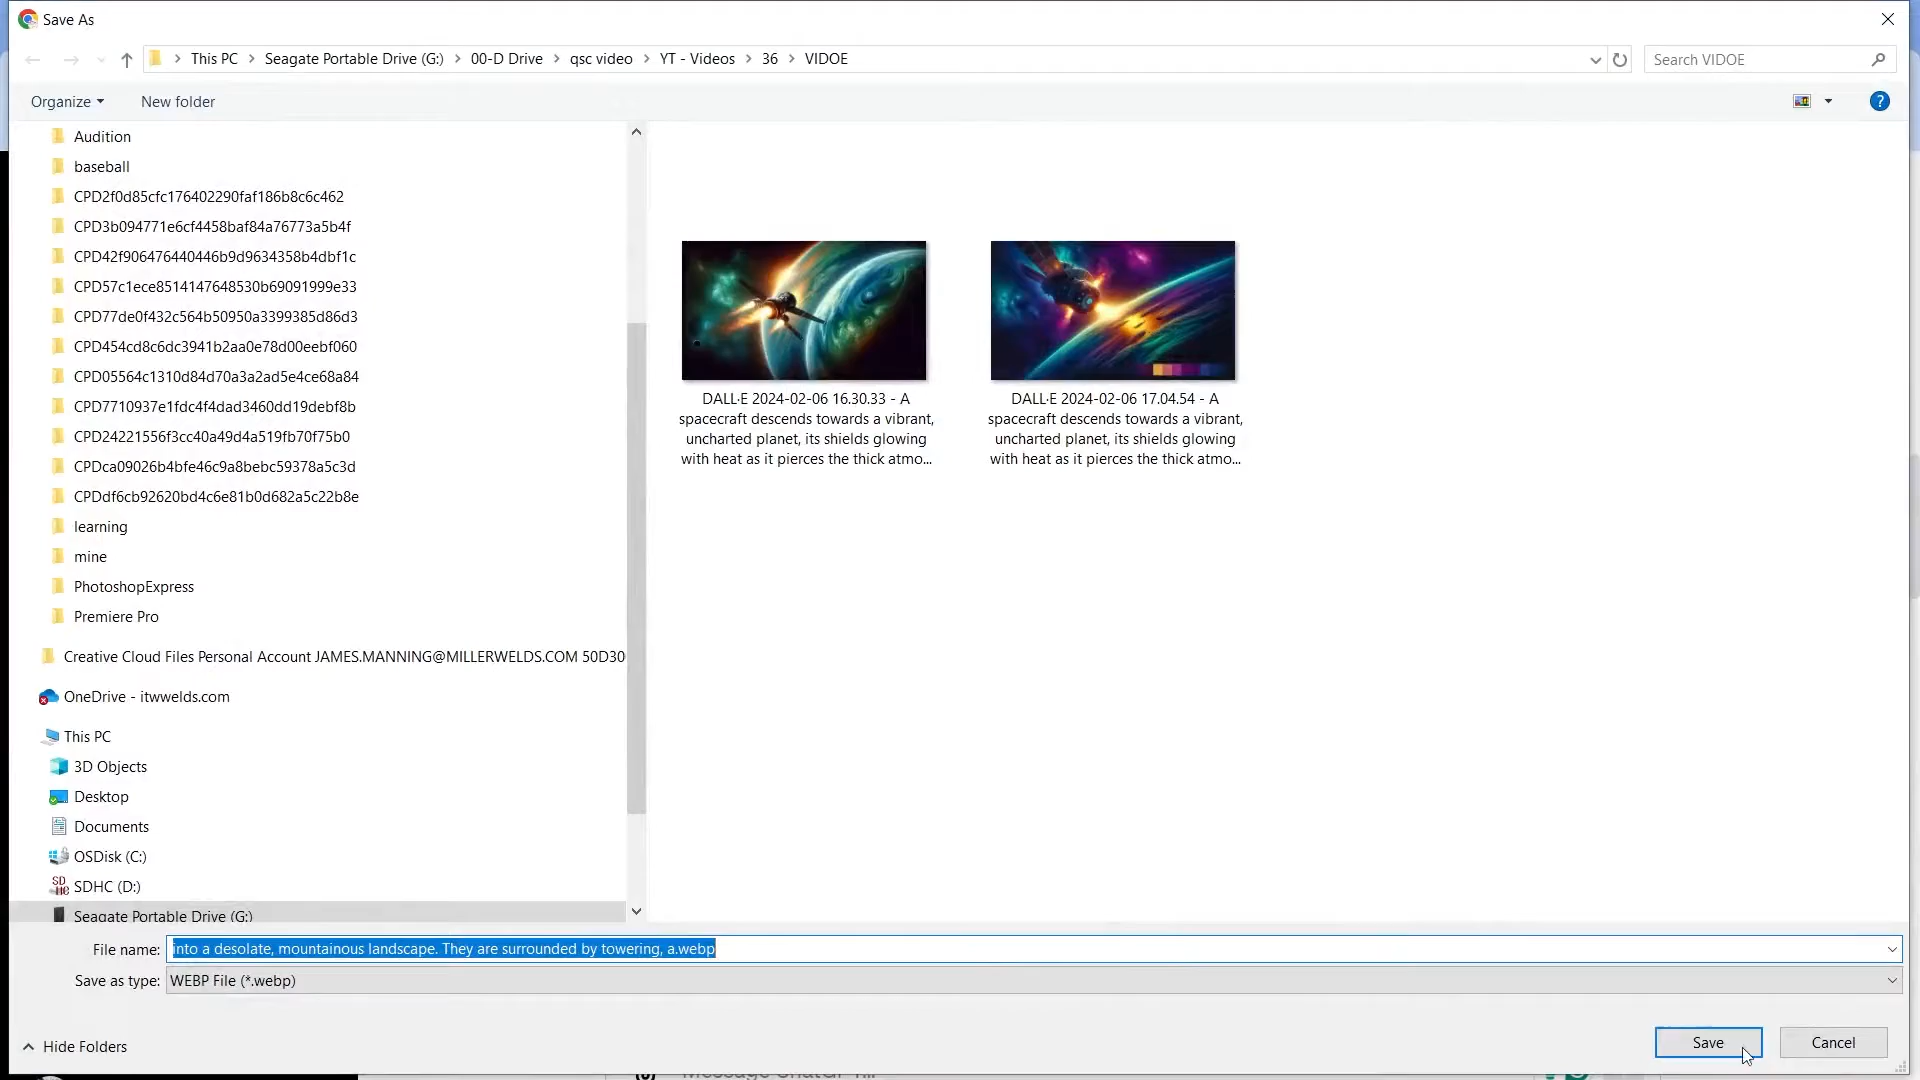 Save As
This PC > Seagate Portable Drive (G:) > 00-D Drive > qsc video > YT - Videos > 36 > VIDOE
Search VIDOE
Organize
New folder
Audition
baseball
CPD2f0d85cfc176402290faf186b8c6c462
CPD3b094771e6cf4458baf84a76773a5b4f
CPD42f906476440446b9d9634358b4dbf1c
CPD57c1ece8514147648530b69091999e33
CPD77de0f432c564b50950a3399385d86d3
CPD454cd8c6dc3941b2aa0e78d00eebf060
CPD05564c1310d84d70a3a2ad5e4ce68a84
CPD7710937e1fdc4f4dad3460dd19debf8b
CPD24221556f3cc40a49d4a519fb70f75b0
CPDca09026b4bfe46c9a8bebc59378a5c3d
CPDdf6cb92620bd4c6e81b0d682a5c22b8e
learning
mine
PhotoshopExpress
Premiere Pro
Creative Cloud Files Personal Account JAMES.MANNING@MILLERWELDS.COM 50D30
OneDrive - itwwelds.com
This PC
3D Objects
Desktop
Documents
OSDisk (C:)
SD SDHC (D:)
Seagate Portable Drive (G:)
DALL·E 2024-02-06 16.30.33 - A
spacecraft descends towards a vibrant,
uncharted planet, its shields glowing
with heat as it pierces the thick atmo...
DALL·E 2024-02-06 17.04.54 - A
spacecraft descends towards a vibrant,
uncharted planet, its shields glowing
with heat as it pierces the thick atmo...
File name: into a desolate, mountainous landscape. They are surrounded by towering, a.webp
Save as type: WEBP File (*.webp)
Hide Folders
Save
Cancel